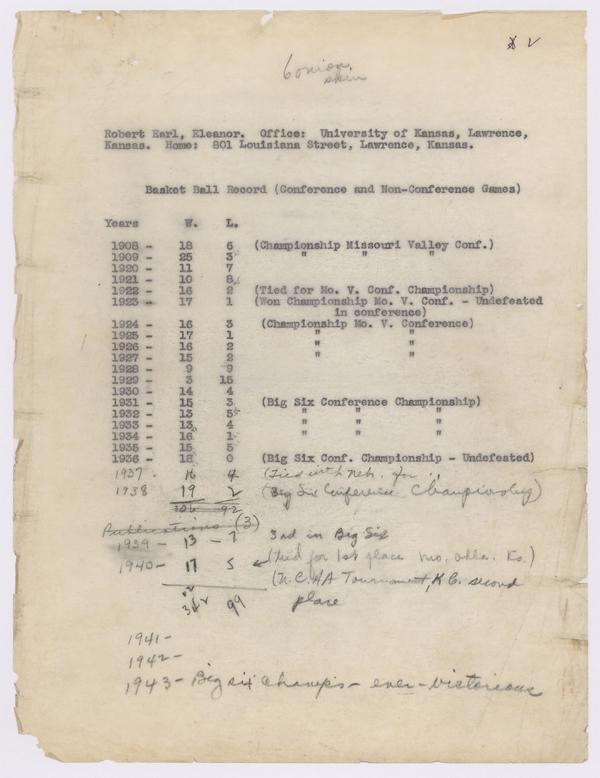 6 onion
skin
Robert Earl, Eleanor. Office: University of Kansas, Lawrence,
Kansas. Home: 801 Louisiana Street, Lawrence, Kansas.
Basket Ball Record (Conference and Non-Conference Games)
Years W. L.
1908 - 18 6 (Championship Missouri Valley Conf.)
1909 - 25 3 " " "
1920 - 11 7
1921 - 10 8
1922 - 16 2 (Tied for Mo. V. Conf. Championship)
1923 - 17 1 (Won Championship Mo. V. Conf. - Undefeated
in conference)
1924 - 16 3 (Championship Mo. V. Conference)
1925 - 17 1 " "
1926 - 16 2 " "
1927 - 15 2 " "
1928 - 9 9
1929 - 3 15
1930 - 14 4
1931 - 15 3 (Big Six Conference Championship)
1932 - 13 5 " " "
1933 - 13 4 " " "
1934 - 16 1 " " "
1935 - 15 5
1936 - 18 0 (Big Six Conf. Championship - Undefeated)
1937 - 16 4 (Tied with Neb. for "
1938 19 2 (Big Six Conference Championship)
92
Publications (3)
1939 - 13 - 7 3rd in Big Six
1940 - 17 5 (Tied for 1st place Mo. Okla. Ks.)
(N.C.AA Tournament, K.C. second
99 place
1941 -
1942 -
1943 - Big six champs - ever - victorious